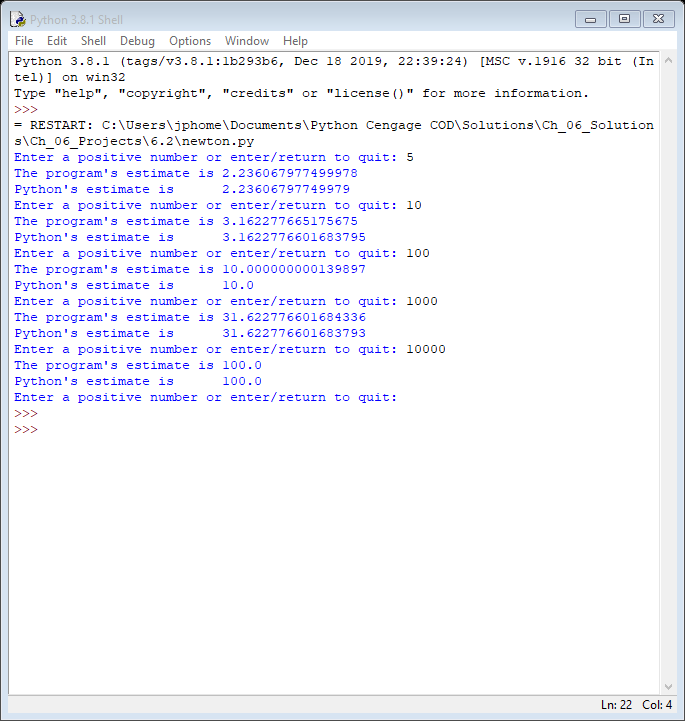 Python 3.8.1 Shell
File Edit Shell Debug Options Window Help
Python 3.8.1 (tags/v3.8.1:1b293b6, Dec 18 2019, 22:39:24) [MSC v.1916 32 bit (In
tel)] on win32
Type "help", "copyright", "credits" or "license()" for more information.
>>>
= RESTART: C:\Users\jphome\Documents\Python Cengage COD\Solutions\Ch_06_Solution
s\Ch_06_Projects\6.2\newton.py
Enter a positive number or enter/return to quit: 5
The program's estimate is 2.236067977499978
Python's estimate is      2.23606797749979
Enter a positive number or enter/return to quit: 10
The program's estimate is 3.162277665175675
Python's estimate is      3.1622776601683795
Enter a positive number or enter/return to quit: 100
The program's estimate is 10.000000000139897
Python's estimate is      10.0
Enter a positive number or enter/return to quit: 1000
The program's estimate is 31.622776601684336
Python's estimate is      31.622776601683793
Enter a positive number or enter/return to quit: 10000
The program's estimate is 100.0
Python's estimate is      100.0
Enter a positive number or enter/return to quit:
>>>
>>>
Ln: 22 Col: 4